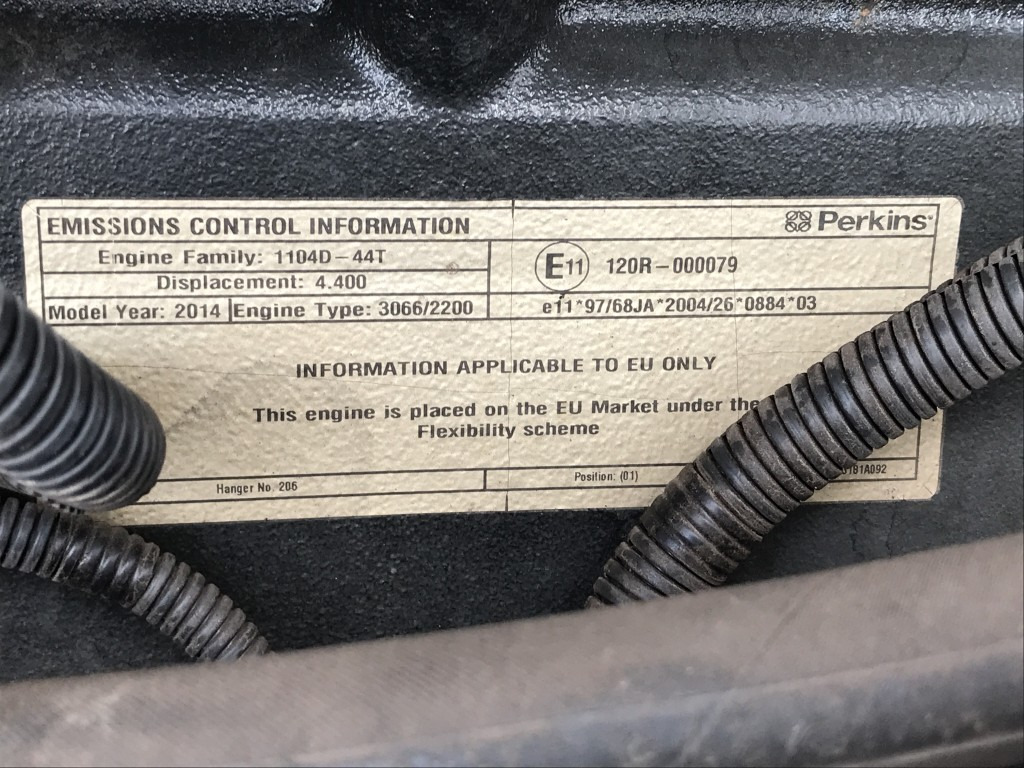 EMISSIONS CONTROL INFORMATION
Perkins
Engine Family: 1104D-44T
Displacement: 4.400
Model Year: 2014 Engine Type: 3066/2200
E11 120R-000079
e11*97/68JA*2004/26*0884*03
INFORMATION APPLICABLE TO EU ONLY
This engine is placed on the EU Market under the
Flexibility scheme
Hanger No. 206
Position: (01)